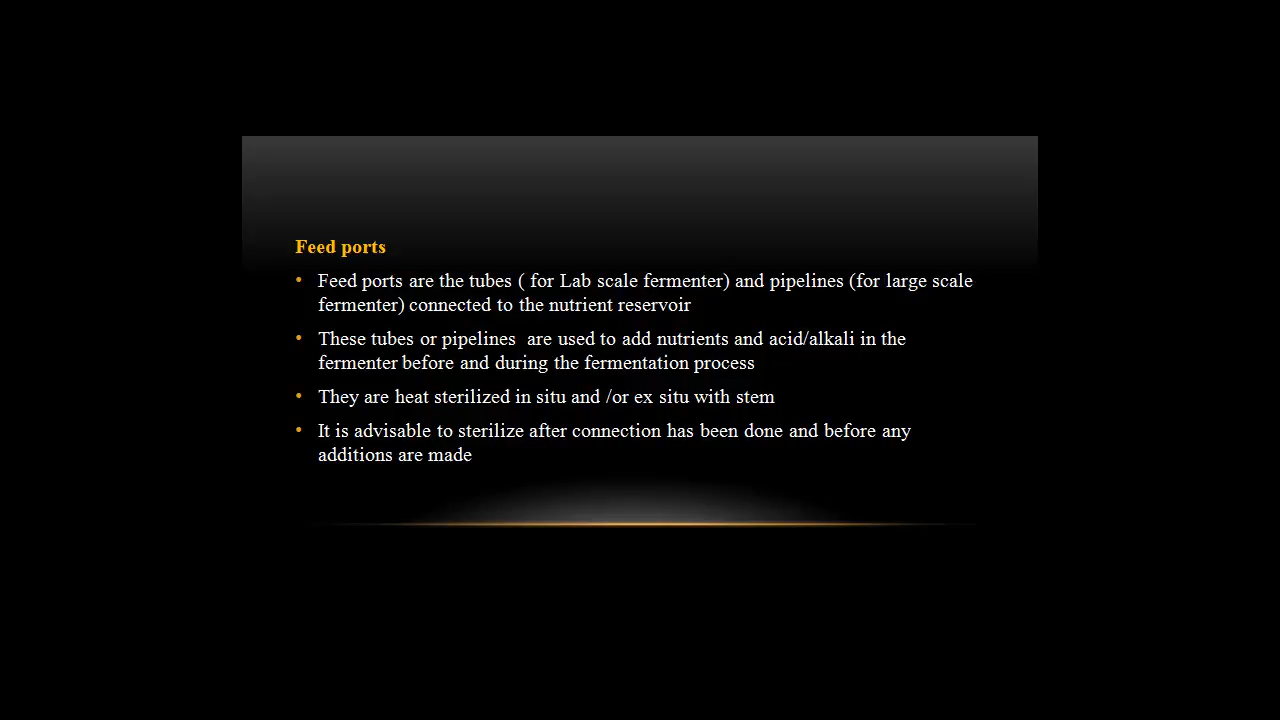 Feed ports
• Feed ports are the tubes ( for Lab scale fermenter) and pipelines (for large scale
fermenter) connected to the nutrient reservoir
• These tubes or pipelines  are used to add nutrients and acid/alkali in the
fermenter before and during the fermentation process
• They are heat sterilized in situ and /or ex situ with stem
• It is advisable to sterilize after connection has been done and before any
additions are made